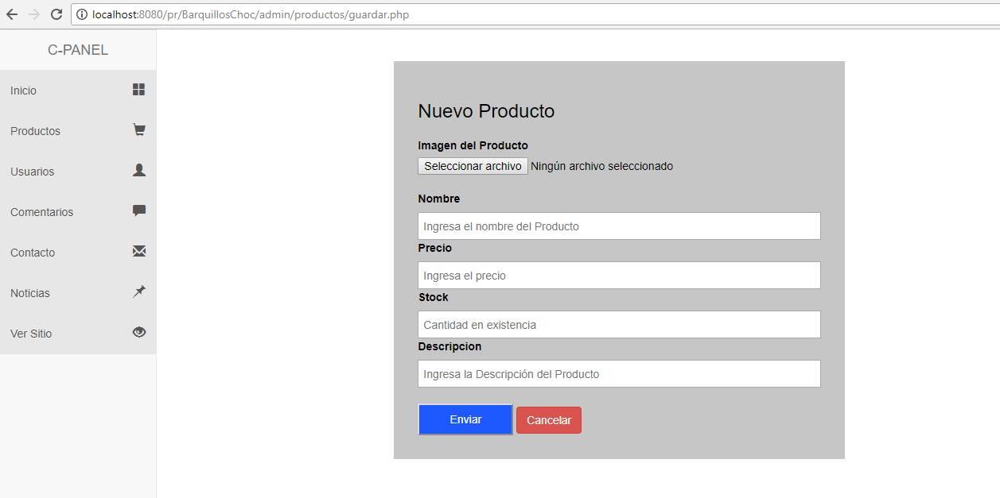 localhost:8080/pr/BarquillosChoc/admin/productos/guardar.php
C-PANEL
Inicio
Productos
Usuarios
Comentarios
Contacto
Noticias
Ver Sitio
Nuevo Producto
Imagen del Producto
Seleccionar archivo Ningún archivo seleccionado
Nombre
Ingresa el nombre del Producto
Precio
Ingresa el precio
Stock
Cantidad en existencia
Descripcion
Ingresa la Descripción del Producto
Enviar Cancelar